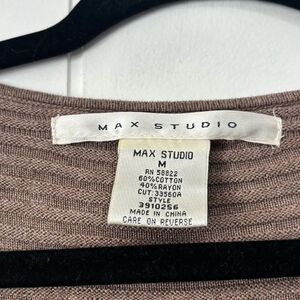 MAX STUDIO
MAX STUDIO
M
RN 58822
60%COTTON
40%RAYON
CUT:33560A
STYLE
3910256
MADE IN CHINA
CARE ON REVERSE